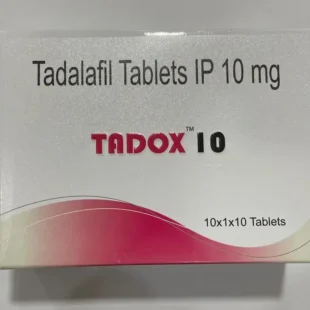 Tadalafil Tablets IP 10 mg
TADOX™ 10
10x1x10 Tablets